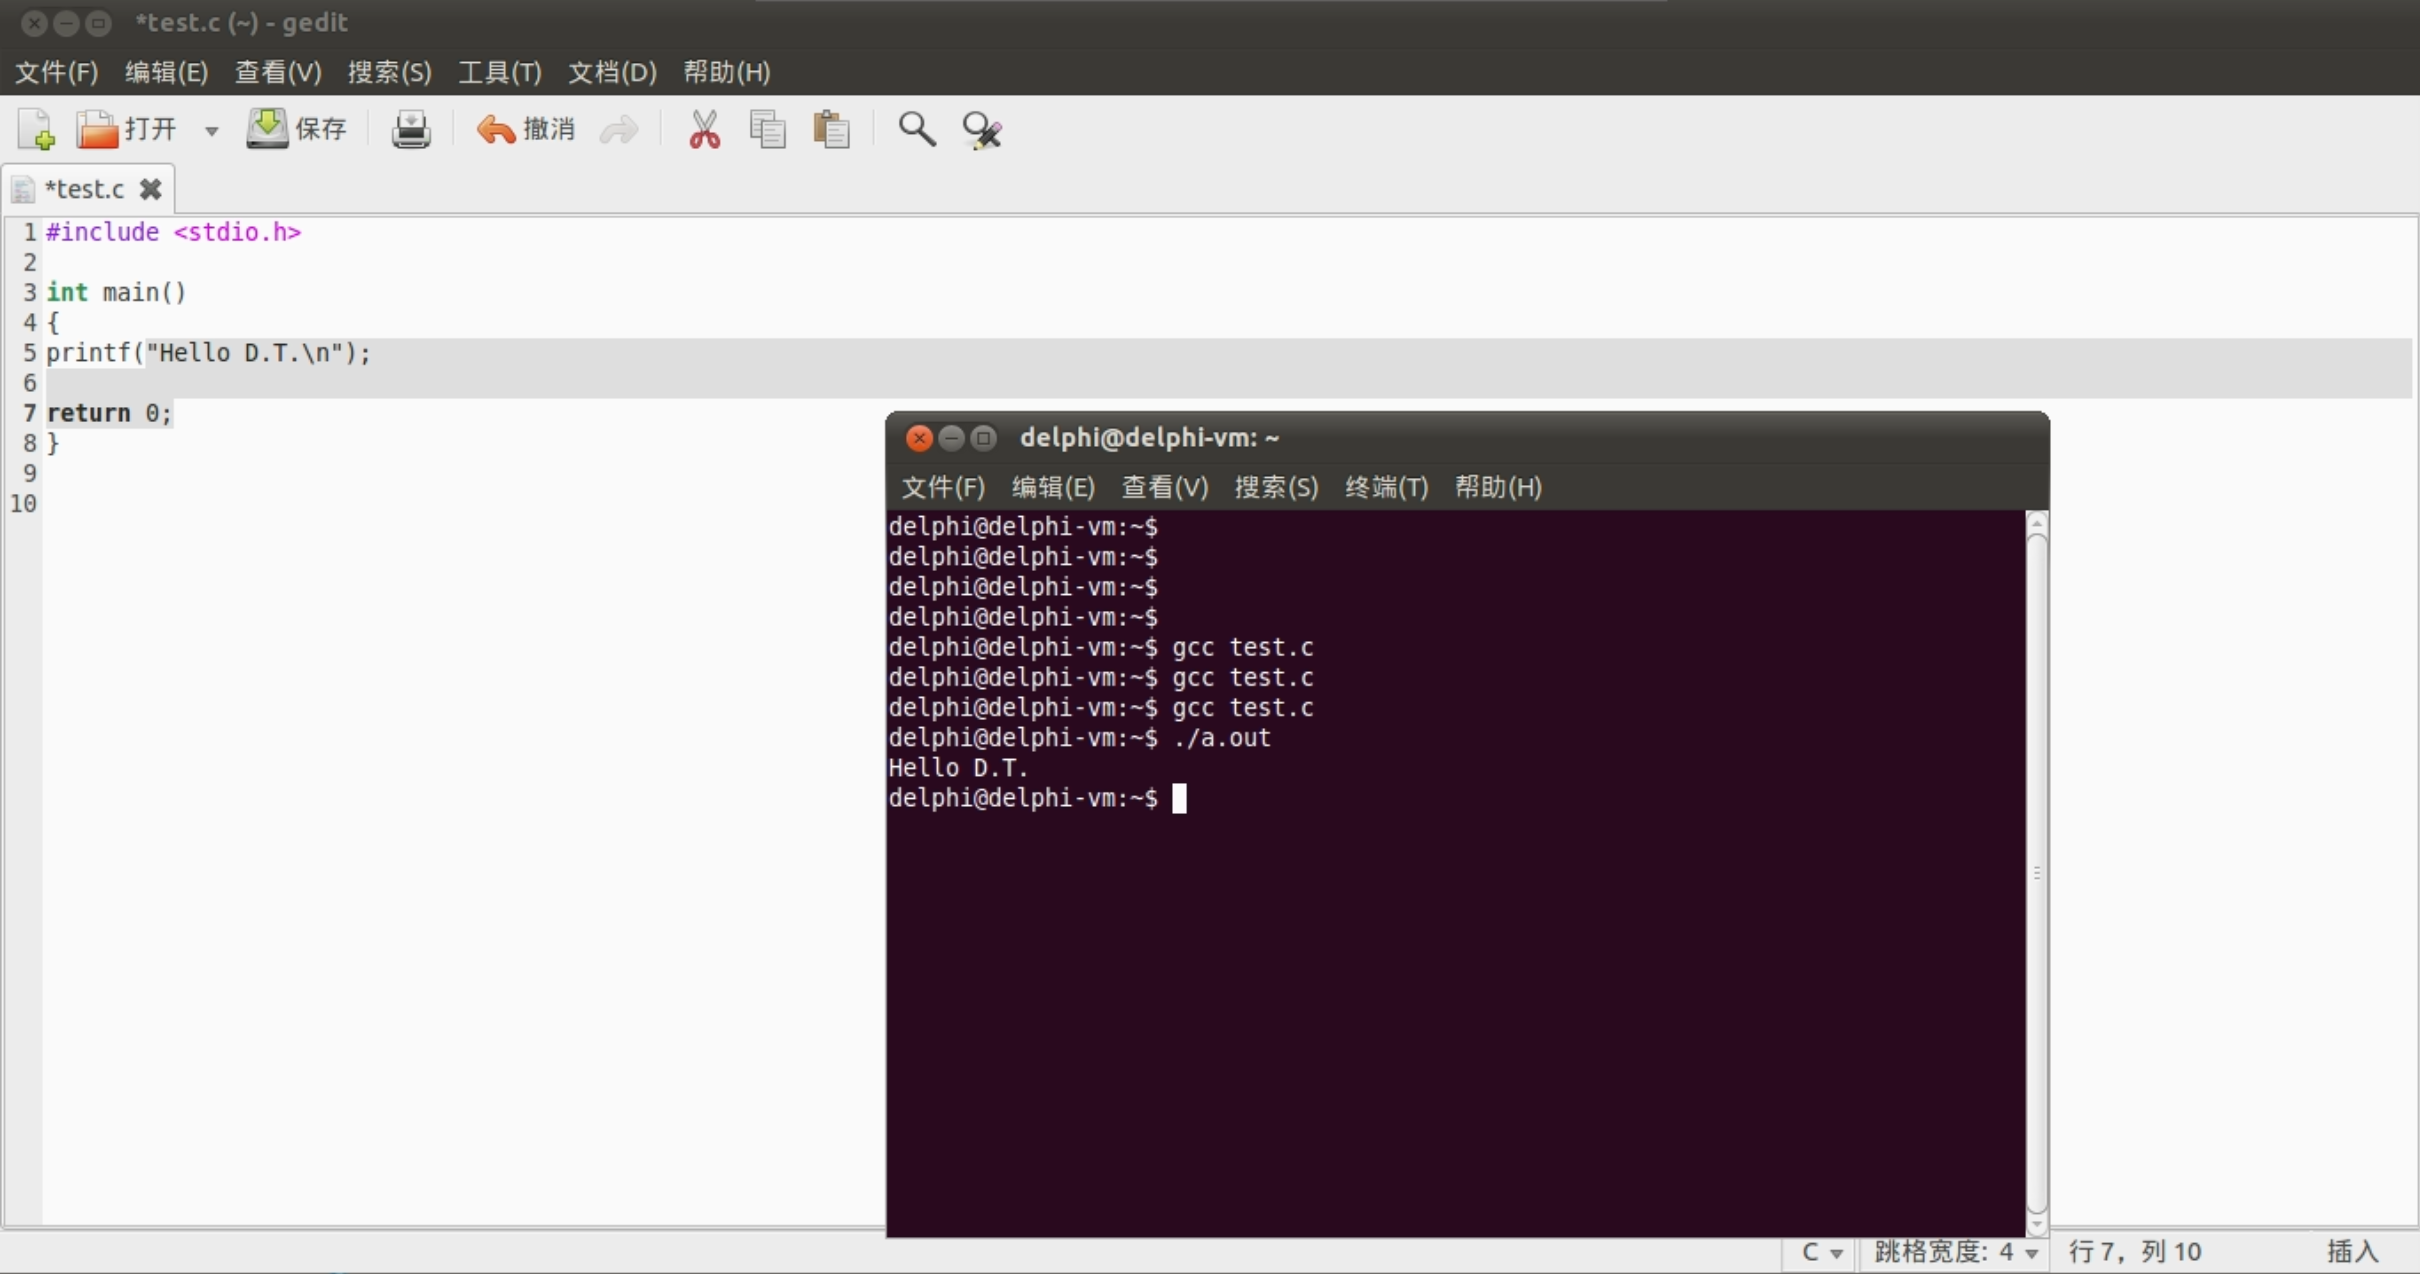 *test.c (~) - gedit
文件(F) 编辑(E) 查看(V) 搜索(S) 工具(T) 文档(D) 帮助(H)
打开 保存 撤消
*test.c
1 #include <stdio.h>
2
3 int main()
4 {
5 printf("Hello D.T.\n");
6
7 return 0;
8 }
9
10
delphi@delphi-vm: ~
文件(F) 编辑(E) 查看(V) 搜索(S) 终端(T) 帮助(H)
delphi@delphi-vm:~$
delphi@delphi-vm:~$
delphi@delphi-vm:~$
delphi@delphi-vm:~$
delphi@delphi-vm:~$ gcc test.c
delphi@delphi-vm:~$ gcc test.c
delphi@delphi-vm:~$ gcc test.c
delphi@delphi-vm:~$ ./a.out
Hello D.T.
delphi@delphi-vm:~$
C 跳格宽度: 4 行 7，列 10 插入